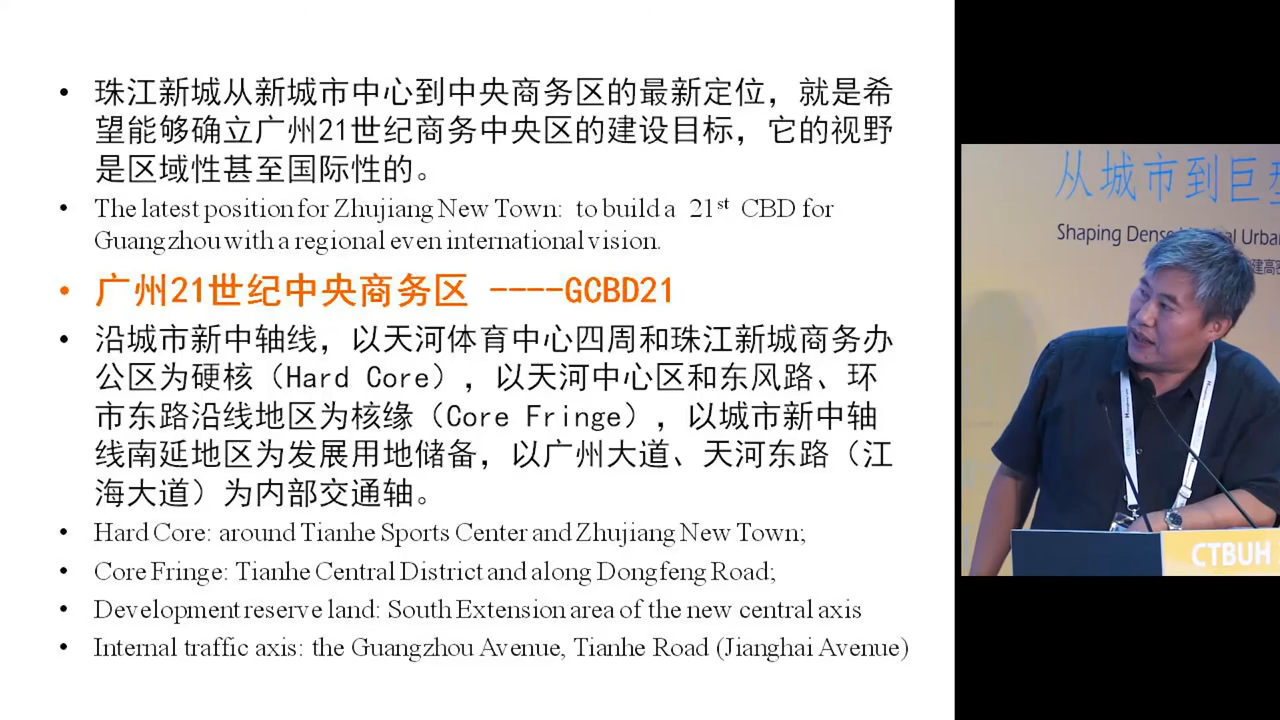 • 珠江新城从新城市中心到中央商务区的最新定位，就是希
望能够确立广州21世纪商务中央区的建设目标，它的视野
是区域性甚至国际性的。
• The latest position for Zhujiang New Town: to build a 21st CBD for
Guangzhou with a regional even international vision.
• 广州21世纪中央商务区 ----GCBD21
• 沿城市新中轴线，以天河体育中心四周和珠江新城商务办
公区为硬核（Hard Core），以天河中心区和东风路、环
市东路沿线地区为核缘（Core Fringe），以城市新中轴
线南延地区为发展用地储备，以广州大道、天河东路（江
海大道）为内部交通轴。
• Hard Core: around Tianhe Sports Center and Zhujiang New Town;
• Core Fringe: Tianhe Central District and along Dongfeng Road;
• Development reserve land: South Extension area of the new central axis
• Internal traffic axis: the Guangzhou Avenue, Tianhe Road (Jianghai Avenue)
从城市到巨型
Shaping Dense Urba
建高密
CTBUH